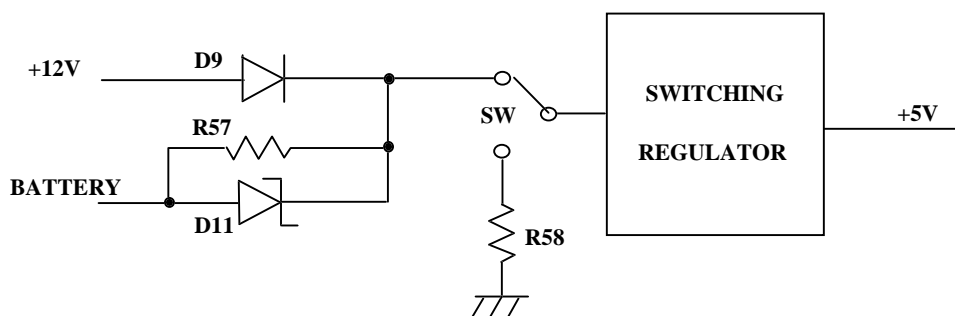 +12V
D9
R57
BATTERY
D11
SW
R58
SWITCHING
REGULATOR
+5V